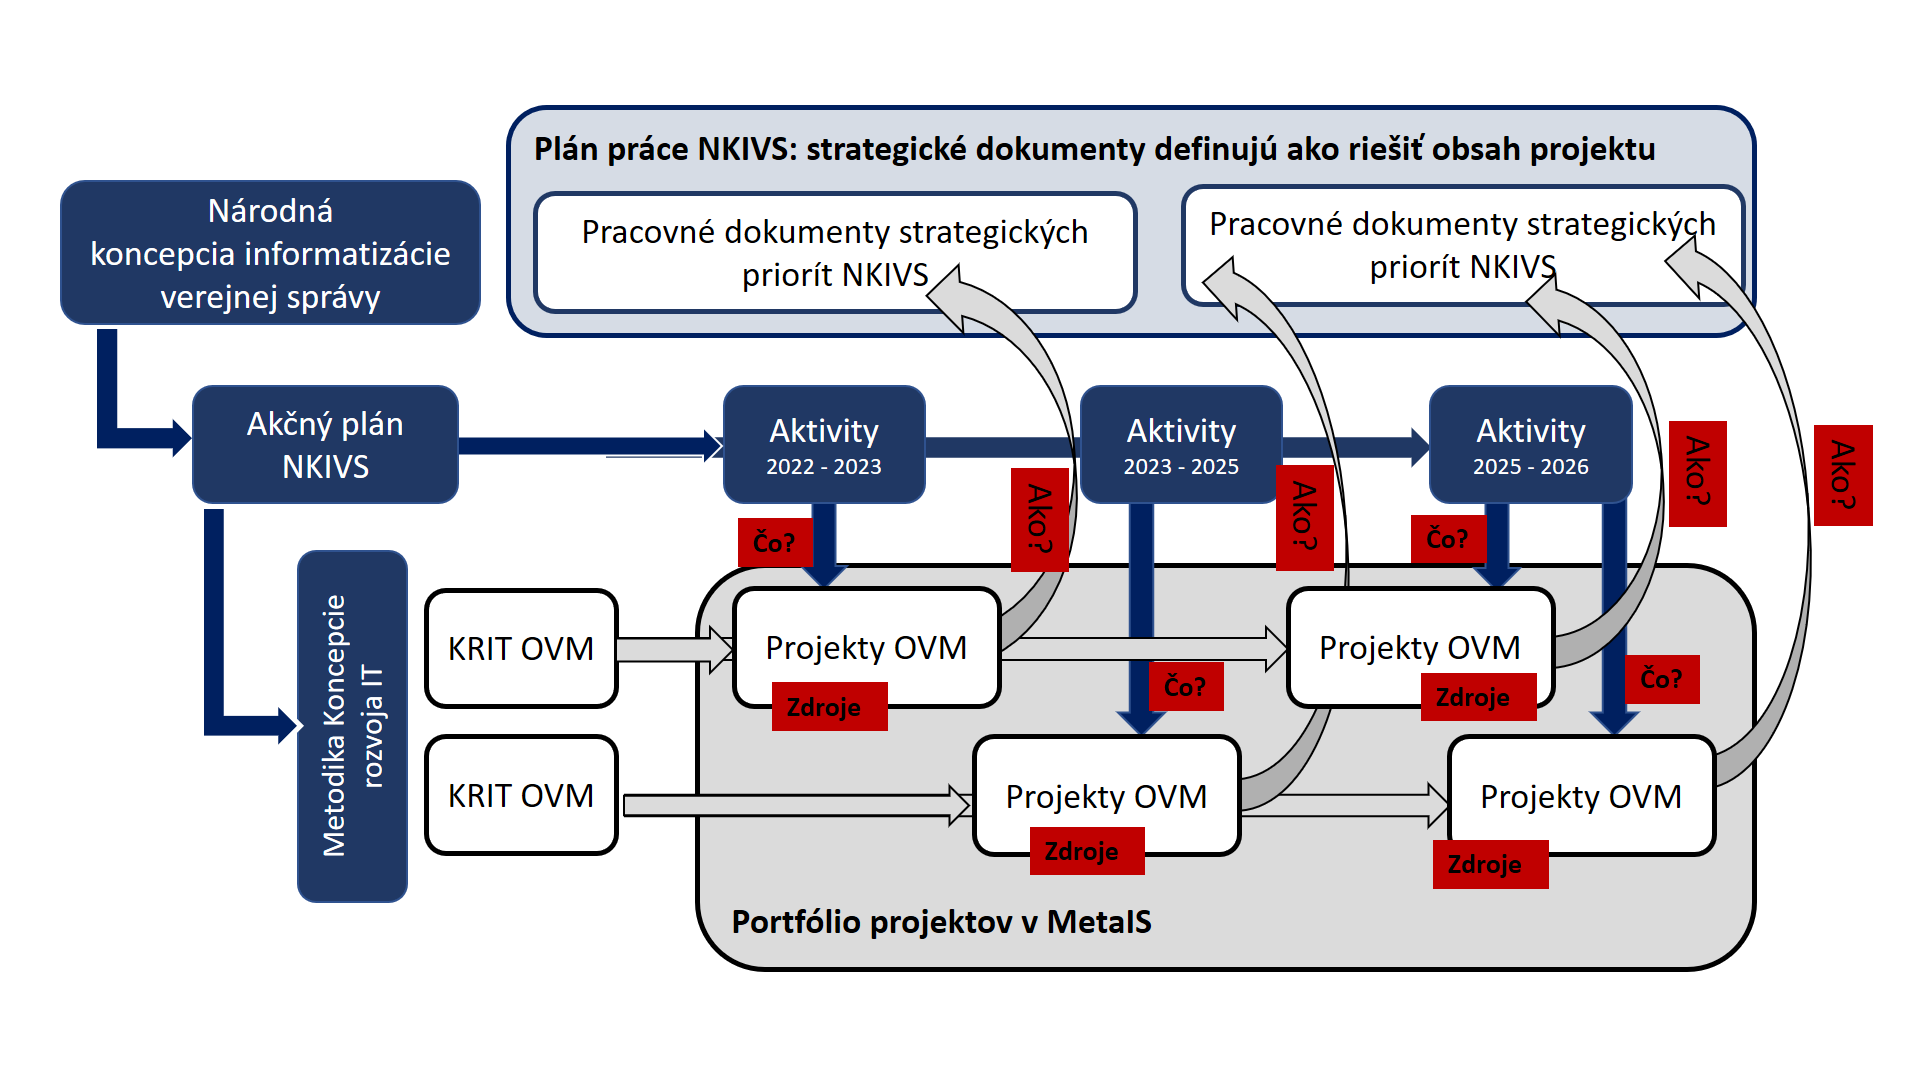 Plán práce NKIVS: strategické dokumenty definujú ako riešiť obsah projektu
Národná
koncepcia informatizácie
verejnej správy
Pracovné dokumenty strategických
priorít NKIVS
Pracovné dokumenty strategických
priorít NKIVS
Akčný plán
NKIVS
Aktivity
2022 - 2023
Aktivity
2023 - 2025
Aktivity
2025 - 2026
Ako?
Ako?
Ako?
Ako?
Čo?
Čo?
Metodika Koncepcie
rozvoja IT
KRIT OVM
Projekty OVM
Zdroje
Čo?
Projekty OVM
Zdroje
Čo?
KRIT OVM
Projekty OVM
Zdroje
Projekty OVM
Zdroje
Portfólio projektov v MetaIS